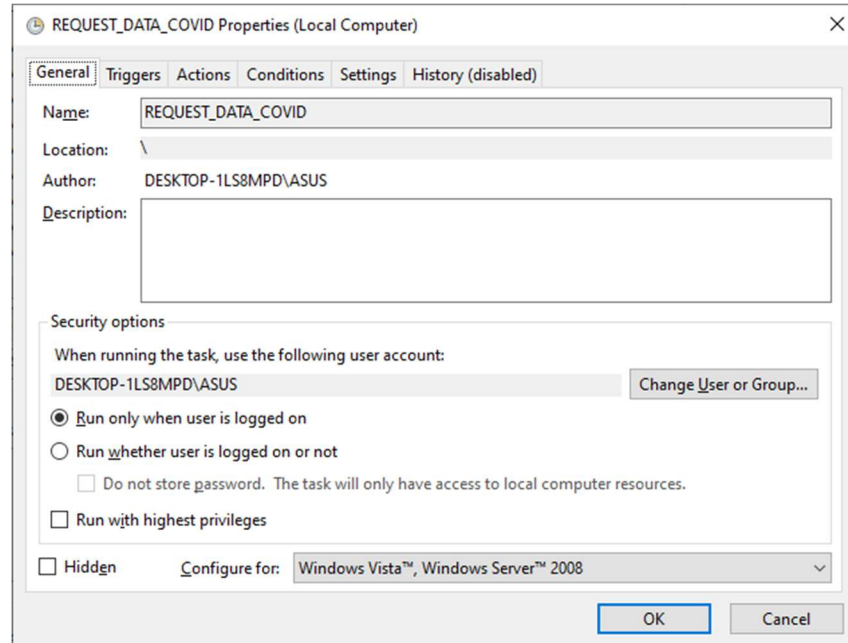 REQUEST_DATA_COVID Properties (Local Computer)
General Triggers Actions Conditions Settings History (disabled)
Name: REQUEST_DATA_COVID
Location: \
Author: DESKTOP-1LS8MPD\ASUS
Description:
Security options
When running the task, use the following user account:
DESKTOP-1LS8MPD\ASUS Change User or Group...
Run only when user is logged on
Run whether user is logged on or not
Do not store password. The task will only have access to local computer resources.
Run with highest privileges
Hidden Configure for: Windows Vista™, Windows Server™ 2008
OK Cancel